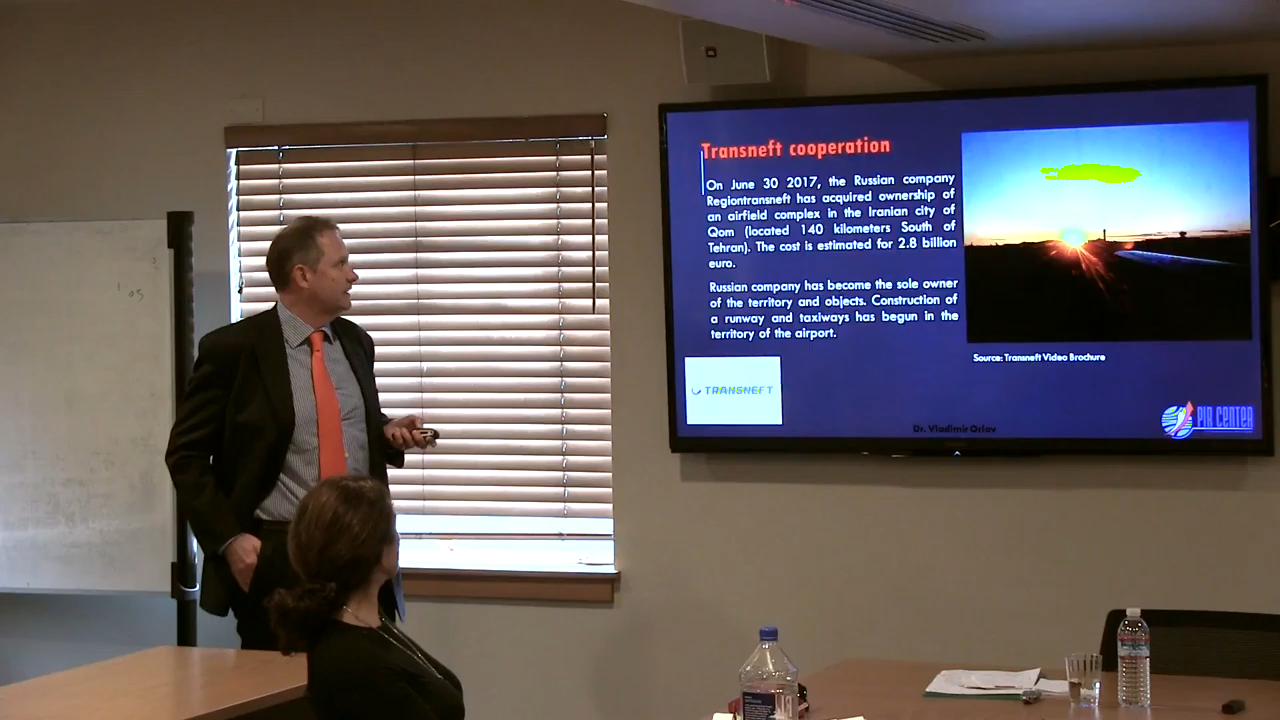 Transneft cooperation
On June 30 2017, the Russian company
Regiontransneft has acquired ownership of
an airfield complex in the Iranian city of
Qom (located 140 kilometers South of
Tehran). The cost is estimated for 2.8 billion
euro.
Russian company has become the sole owner
of the territory and objects. Construction of
a runway and taxiways has begun in the
territory of the airport.
Source: Transneft Video Brochure
TRANSNEFT
Dr. Vladimir Orlov
PIR CENTER